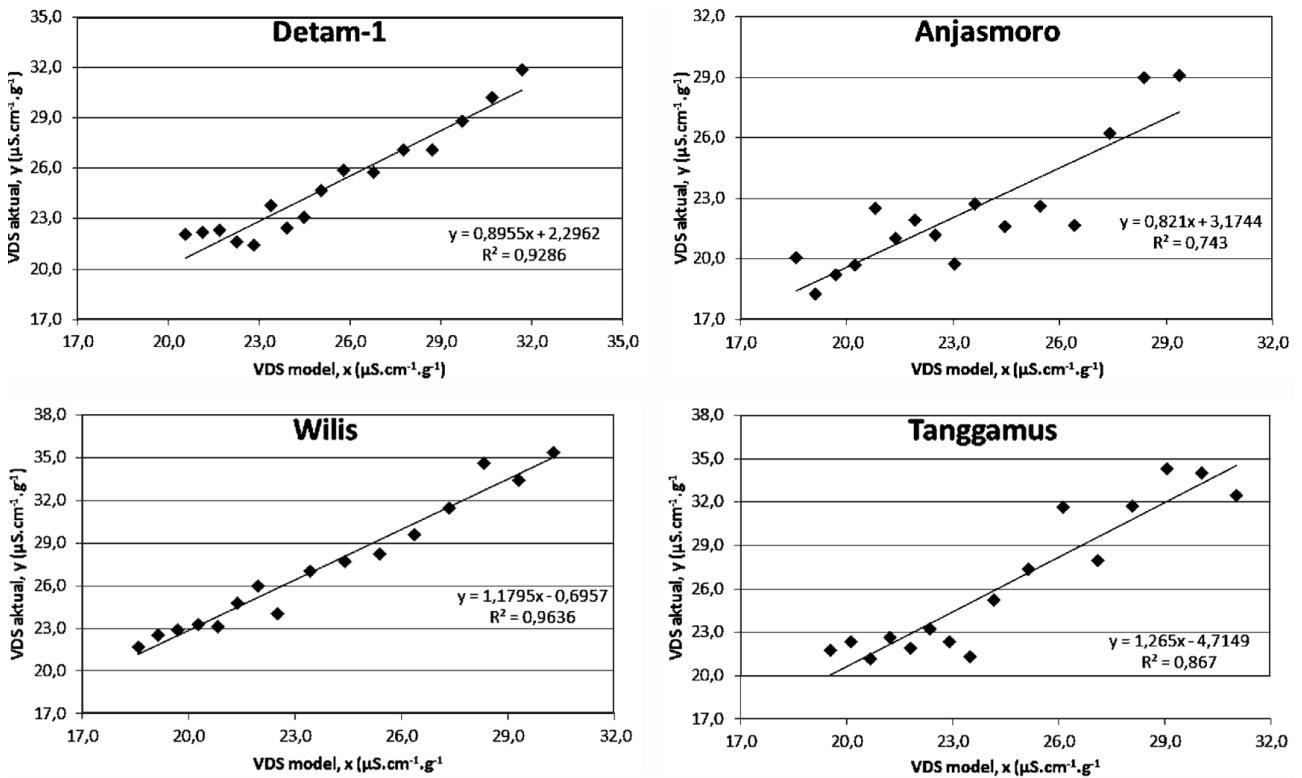 Detam-1
35,0
32,0
29,0
26,0
23,0
20,0
17,0
VDS aktual, y (µS.cm⁻¹.g⁻¹)
y = 0,8955x + 2,2962
R² = 0,9286
17,0 20,0 23,0 26,0 29,0 32,0 35,0
VDS model, x (µS.cm⁻¹.g⁻¹)
Anjasmoro
32,0
29,0
26,0
23,0
20,0
17,0
VDS aktual, y (µS.cm⁻¹.g⁻¹)
y = 0,821x + 3,1744
R² = 0,743
17,0 20,0 23,0 26,0 29,0 32,0
VDS model, x (µS.cm⁻¹.g⁻¹)
Wilis
38,0
35,0
32,0
29,0
26,0
23,0
20,0
17,0
VDS aktual, y (µS.cm⁻¹.g⁻¹
y = 1,1795x - 0,6957
R² = 0,9636
17,0 20,0 23,0 26,0 29,0 32,0
VDS model, x (µS.cm⁻¹.g⁻¹
Tanggamus
38,0
35,0
32,0
29,0
26,0
23,0
20,0
17,0
VDS aktual, y (µS.cm⁻¹.g⁻¹
y = 1,265x - 4,7149
R² = 0,867
17,0 20,0 23,0 26,0 29,0 32,0
VDS model, x (µS.cm⁻¹.g⁻¹